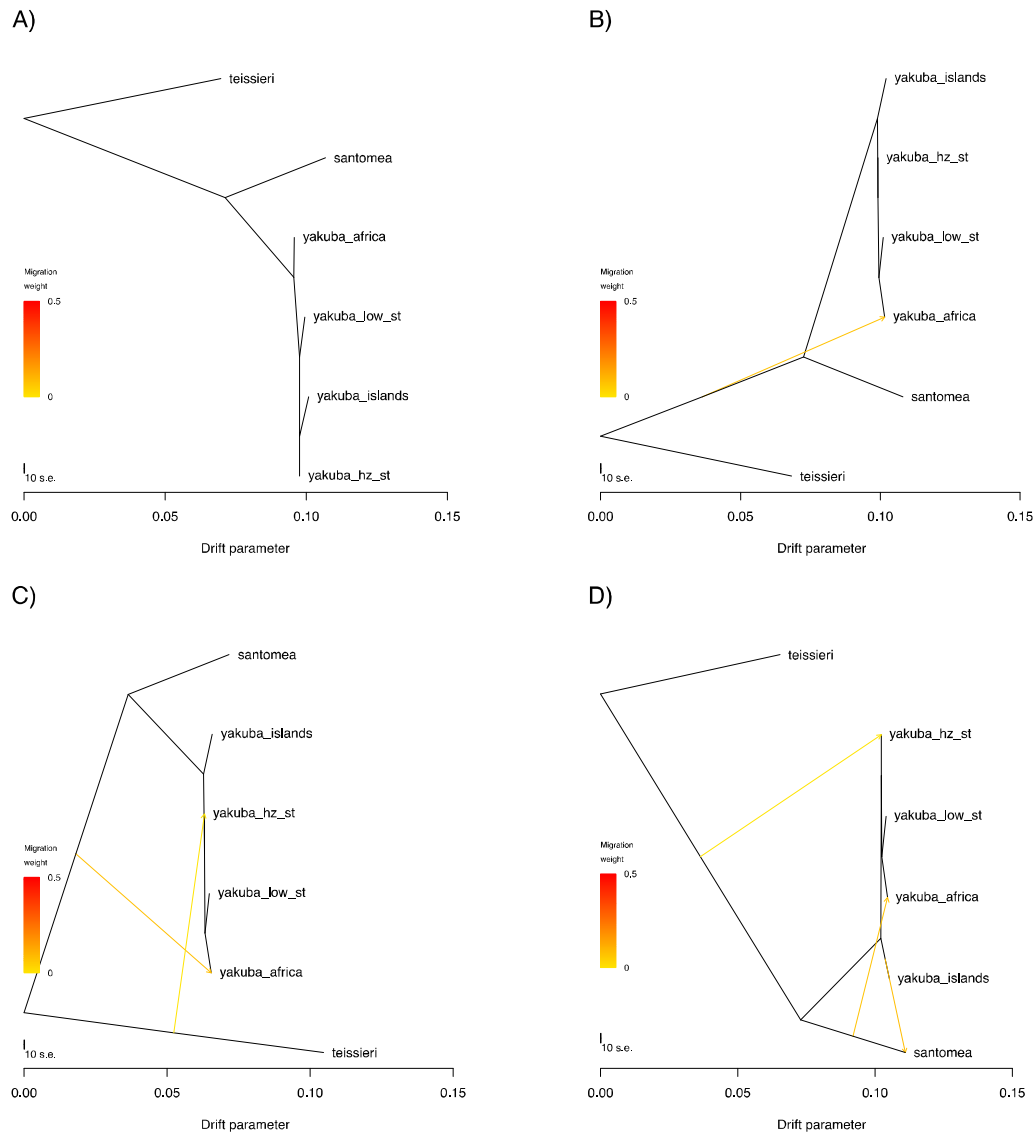 A)
teissieri
santomea
yakuba_africa
yakuba_low_st
yakuba_islands
yakuba_hz_st
Migration
weight
0.5
0
10 s.e.
0.00 0.05 0.10 0.15
Drift parameter
B)
yakuba_islands
yakuba_hz_st
yakuba_low_st
yakuba_africa
santomea
teissieri
Migration
weight
0.5
0
10 s.e.
0.00 0.05 0.10 0.15
Drift parameter
C)
santomea
yakuba_islands
yakuba_hz_st
yakuba_low_st
yakuba_africa
teissieri
Migration
weight
0.5
0
10 s.e.
0.00 0.05 0.10 0.15
Drift parameter
D)
teissieri
yakuba_hz_st
yakuba_low_st
yakuba_africa
yakuba_islands
santomea
Migration
weight
0.5
0
10 s.e.
0.00 0.05 0.10 0.15
Drift parameter